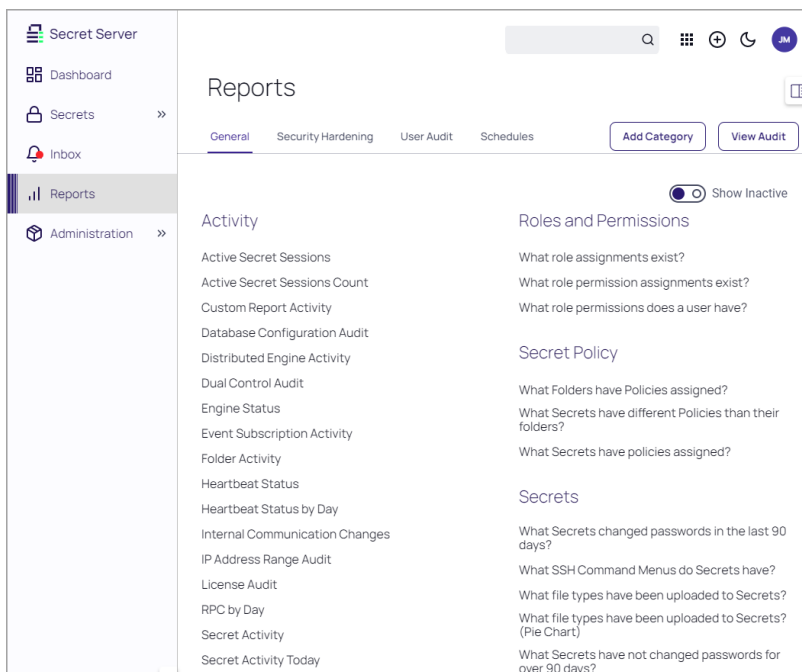 Secret Server
JM
Dashboard
Secrets
Inbox
Reports
Administration
Reports
General
Security Hardening
User Audit
Schedules
Add Category
View Audit
Show Inactive
Activity
Active Secret Sessions
Active Secret Sessions Count
Custom Report Activity
Database Configuration Audit
Distributed Engine Activity
Dual Control Audit
Engine Status
Event Subscription Activity
Folder Activity
Heartbeat Status
Heartbeat Status by Day
Internal Communication Changes
IP Address Range Audit
License Audit
RPC by Day
Secret Activity
Secret Activity Today
Roles and Permissions
What role assignments exist?
What role permission assignments exist?
What role permissions does a user have?
Secret Policy
What Folders have Policies assigned?
What Secrets have different Policies than their
folders?
What Secrets have policies assigned?
Secrets
What Secrets changed passwords in the last 90
days?
What SSH Command Menus do Secrets have?
What file types have been uploaded to Secrets?
What file types have been uploaded to Secrets?
(Pie Chart)
What Secrets have not changed passwords for
over 90 days?